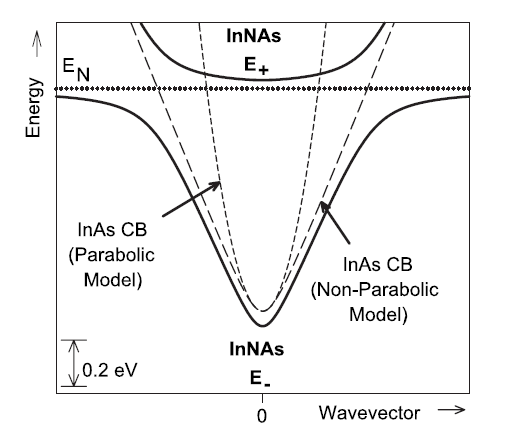 InNAs
E+
EN
Energy
InAs CB
(Parabolic
Model)
InAs CB
(Non-Parabolic
Model)
InNAs
E-
0.2 eV
0
Wavevector